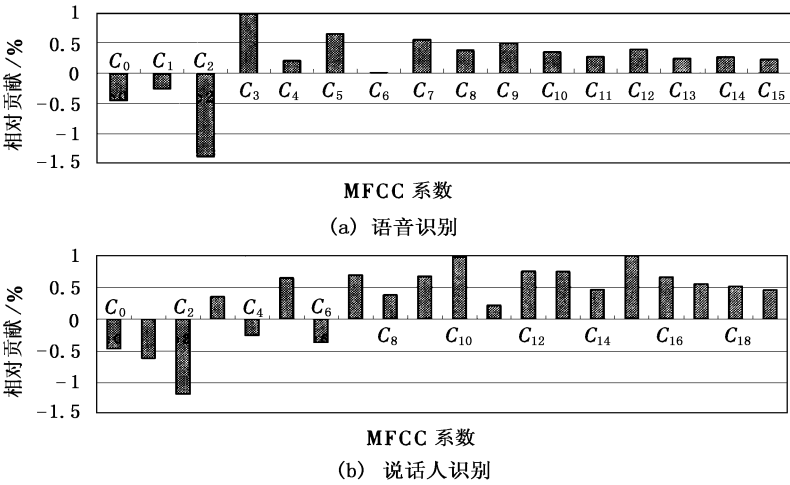 1
0.5
0
−0.5
−1
−1.5
相对贡献/%
C₀ C₁ C₂
C₃ C₄ C₅ C₆ C₇ C₈ C₉ C₁₀ C₁₁ C₁₂ C₁₃ C₁₄ C₁₅
MFCC 系数
(a) 语音识别
1
0.5
0
−0.5
−1
−1.5
相对贡献/%
C₀ C₂ C₄ C₆
C₈ C₁₀ C₁₂ C₁₄ C₁₆ C₁₈
MFCC 系数
(b) 说话人识别